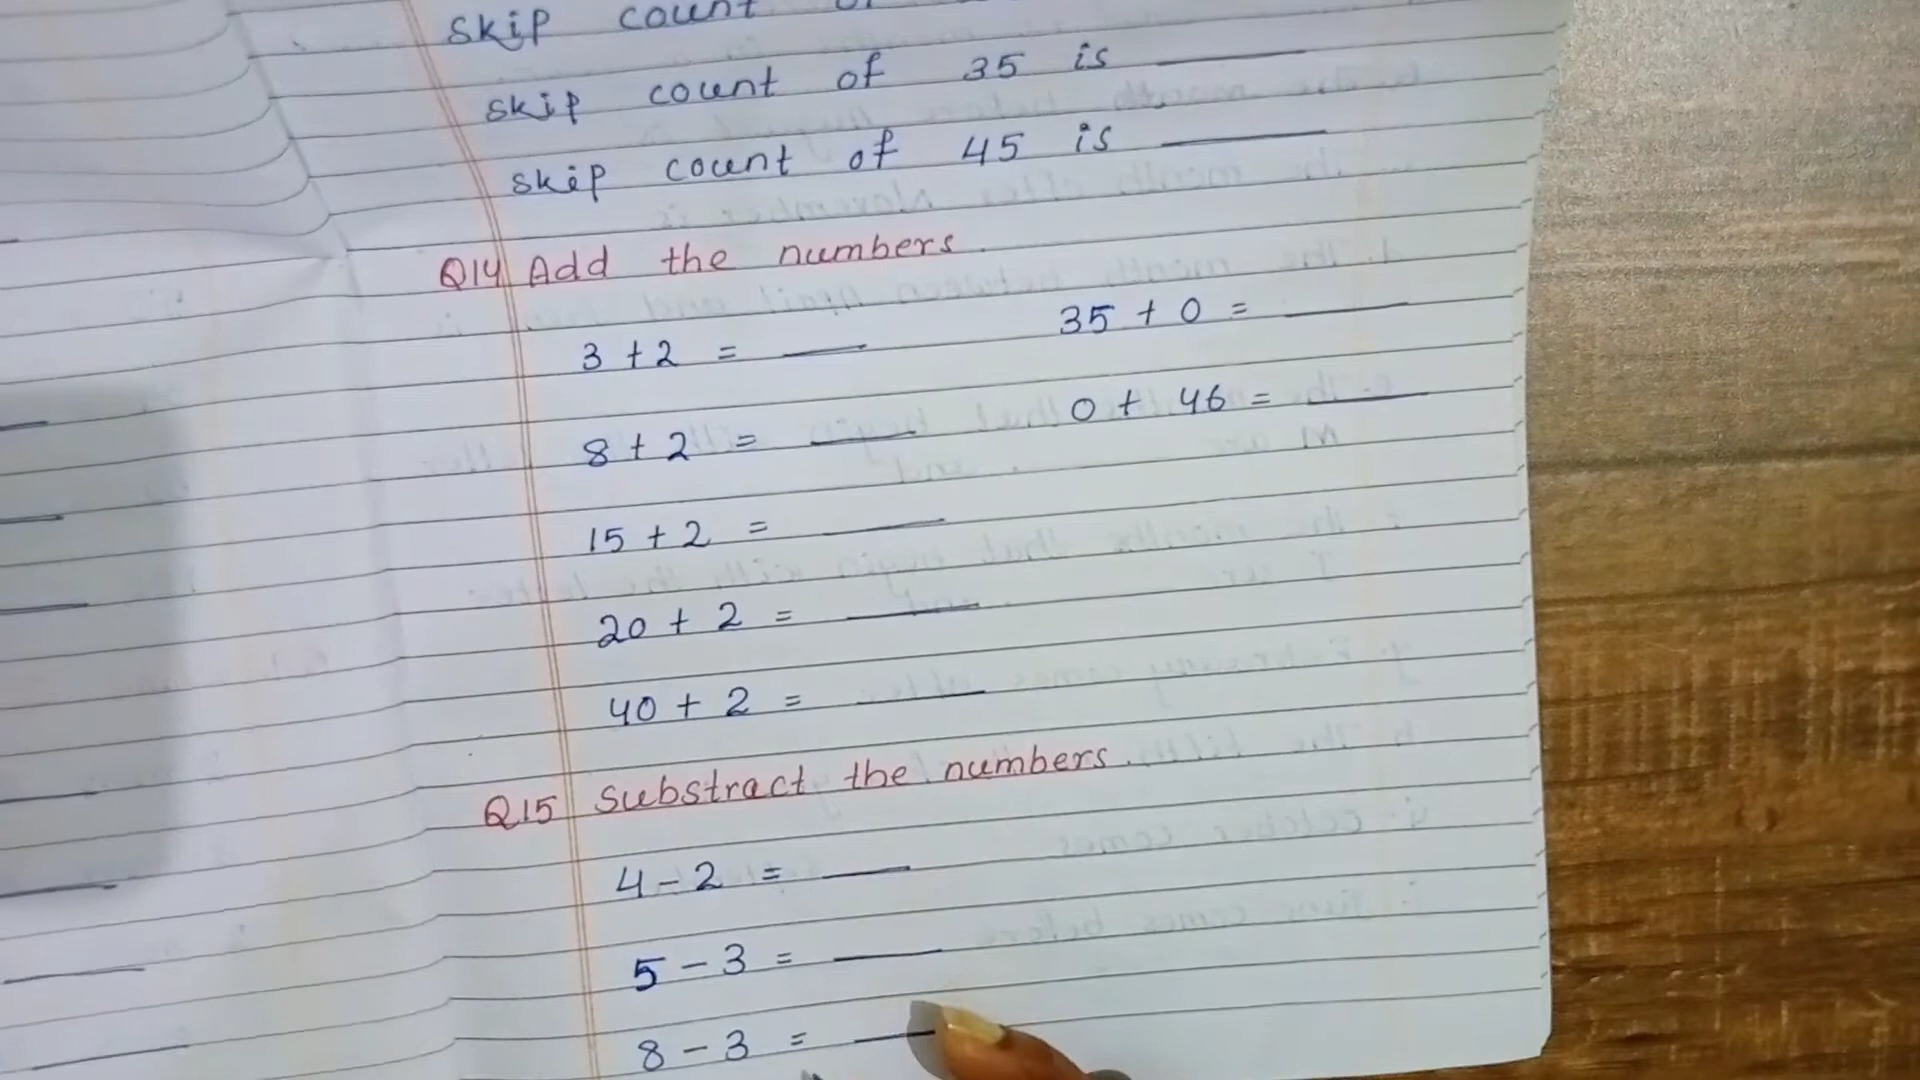 skip count
skip count of 35 is
skip count of 45 is
Q14 Add the numbers.
3 + 2 = 35 + 0 =
8 + 2 = 0 + 46 =
15 + 2 =
20 + 2 =
40 + 2 =
Q15 Substract the numbers.
4 - 2 =
5 - 3 =
8 - 3 =